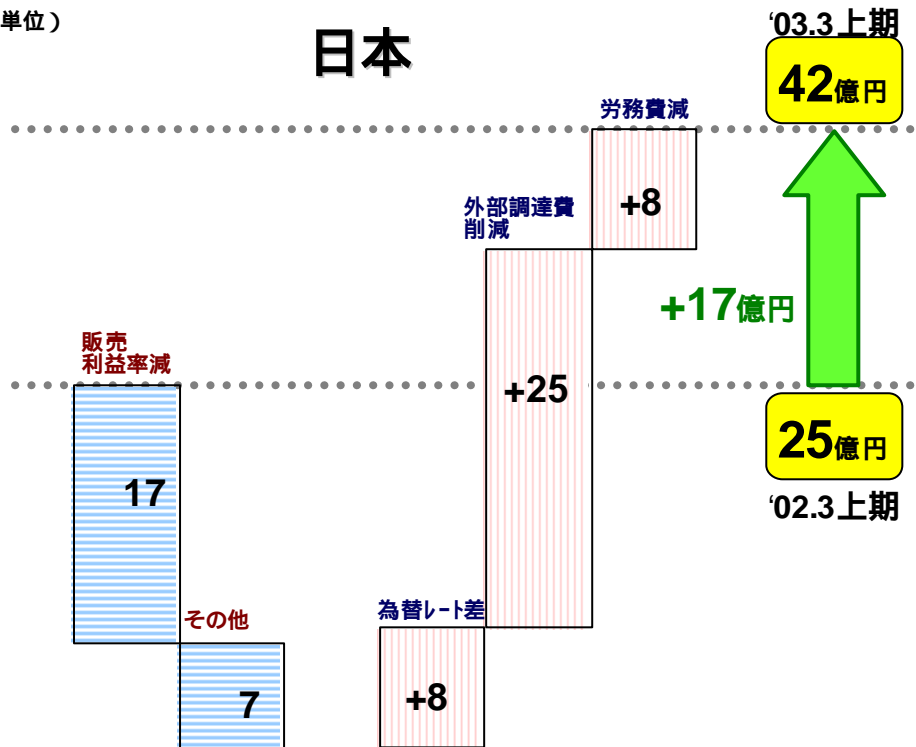 単位）
日本
'03.3上期
42億円
労務費減
+8
外部調達費
削減
+17億円
販売
利益率減
+25
25億円
17
'02.3上期
その他
為替ﾚｰﾄ差
7
+8